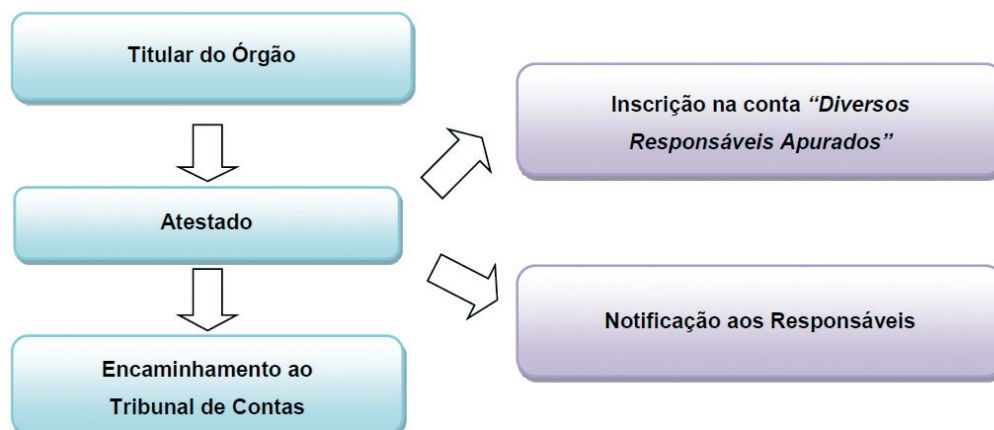 Titular do Órgão
Inscrição na conta “Diversos
Responsáveis Apurados”
Atestado
Notificação aos Responsáveis
Encaminhamento ao
Tribunal de Contas